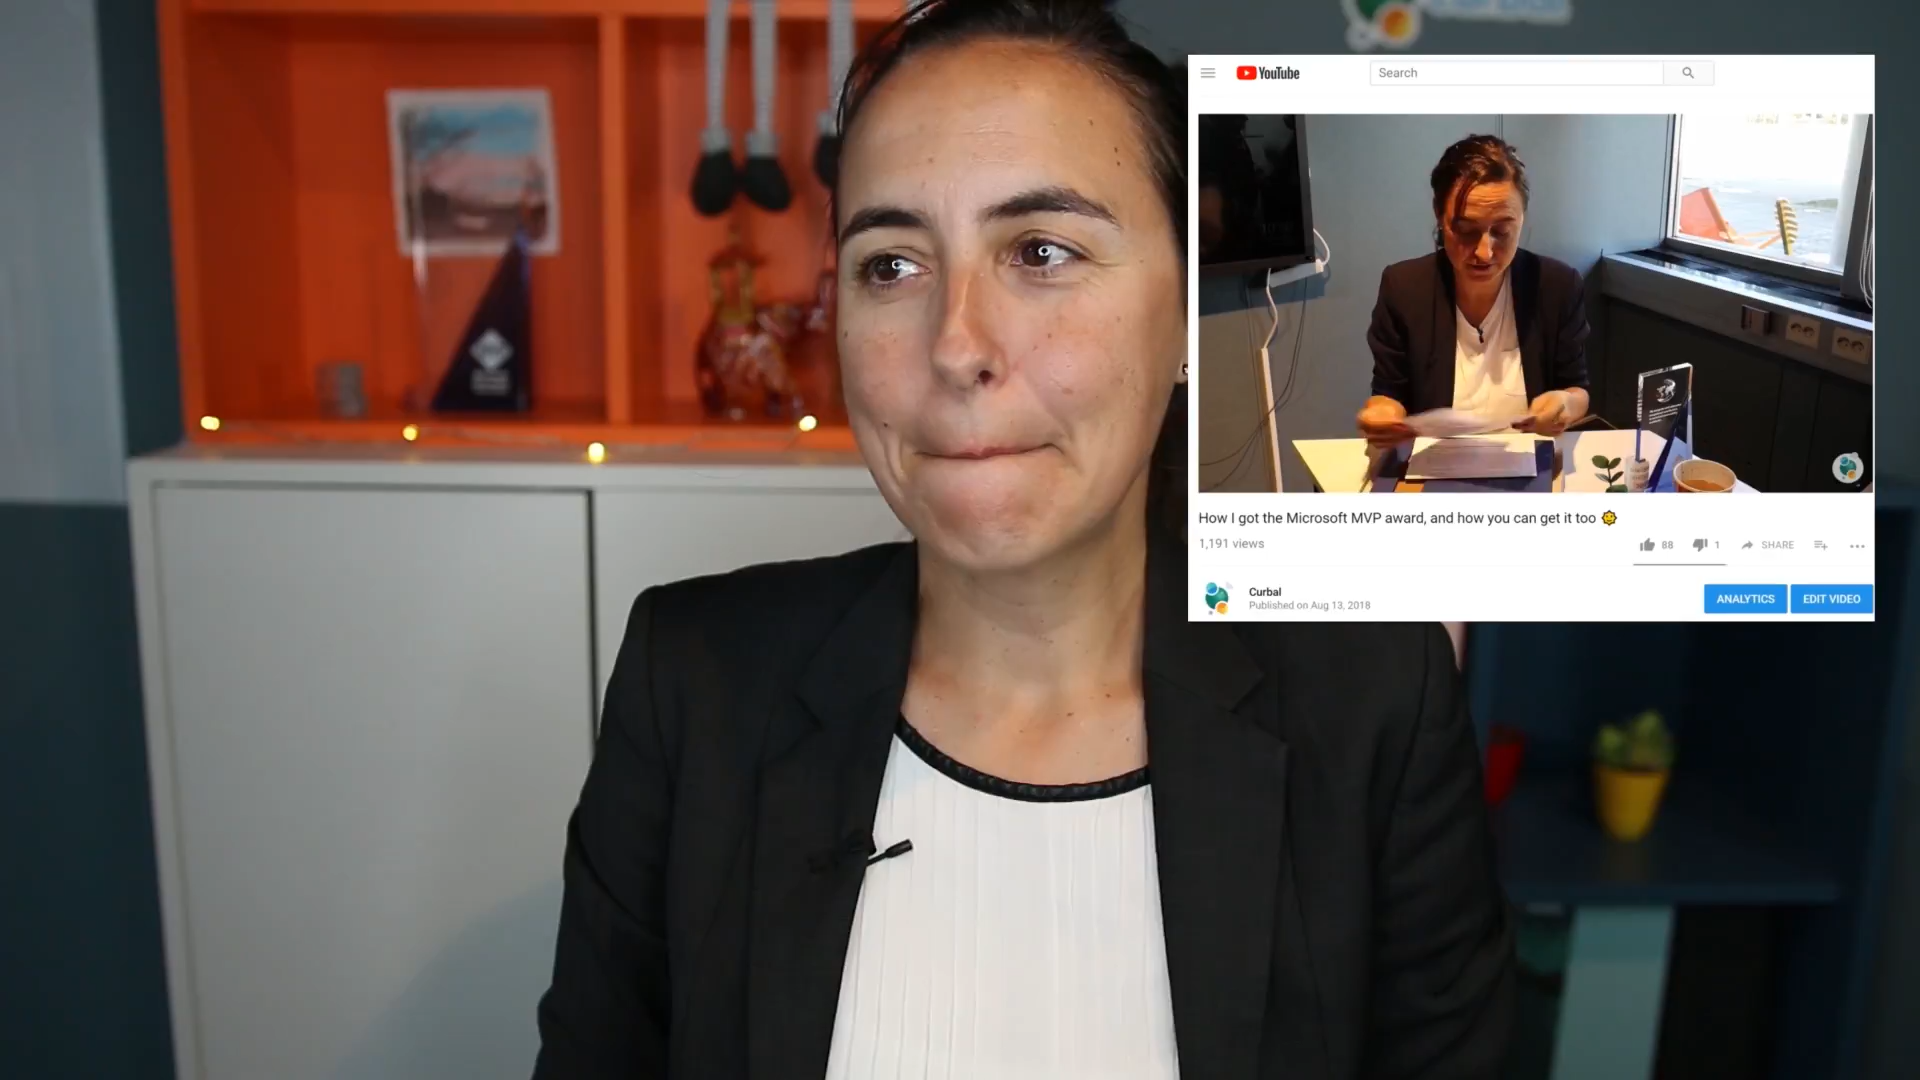 YouTube
Search
How I got the Microsoft MVP award, and how you can get it too
1,191 views
88
1
SHARE
Curbal
Published on Aug 13, 2018
ANALYTICS
EDIT VIDEO